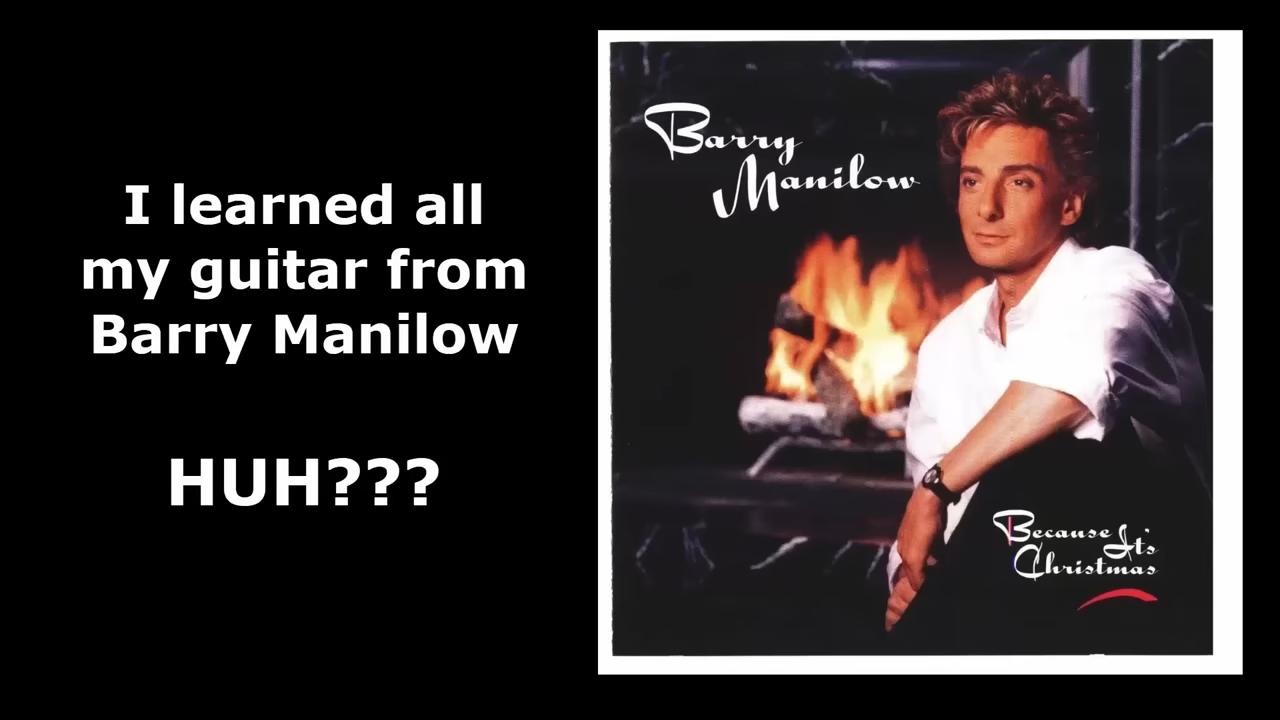 I learned all
my guitar from
Barry Manilow
HUH???
Barry
Manilow
Because It's
Christmas